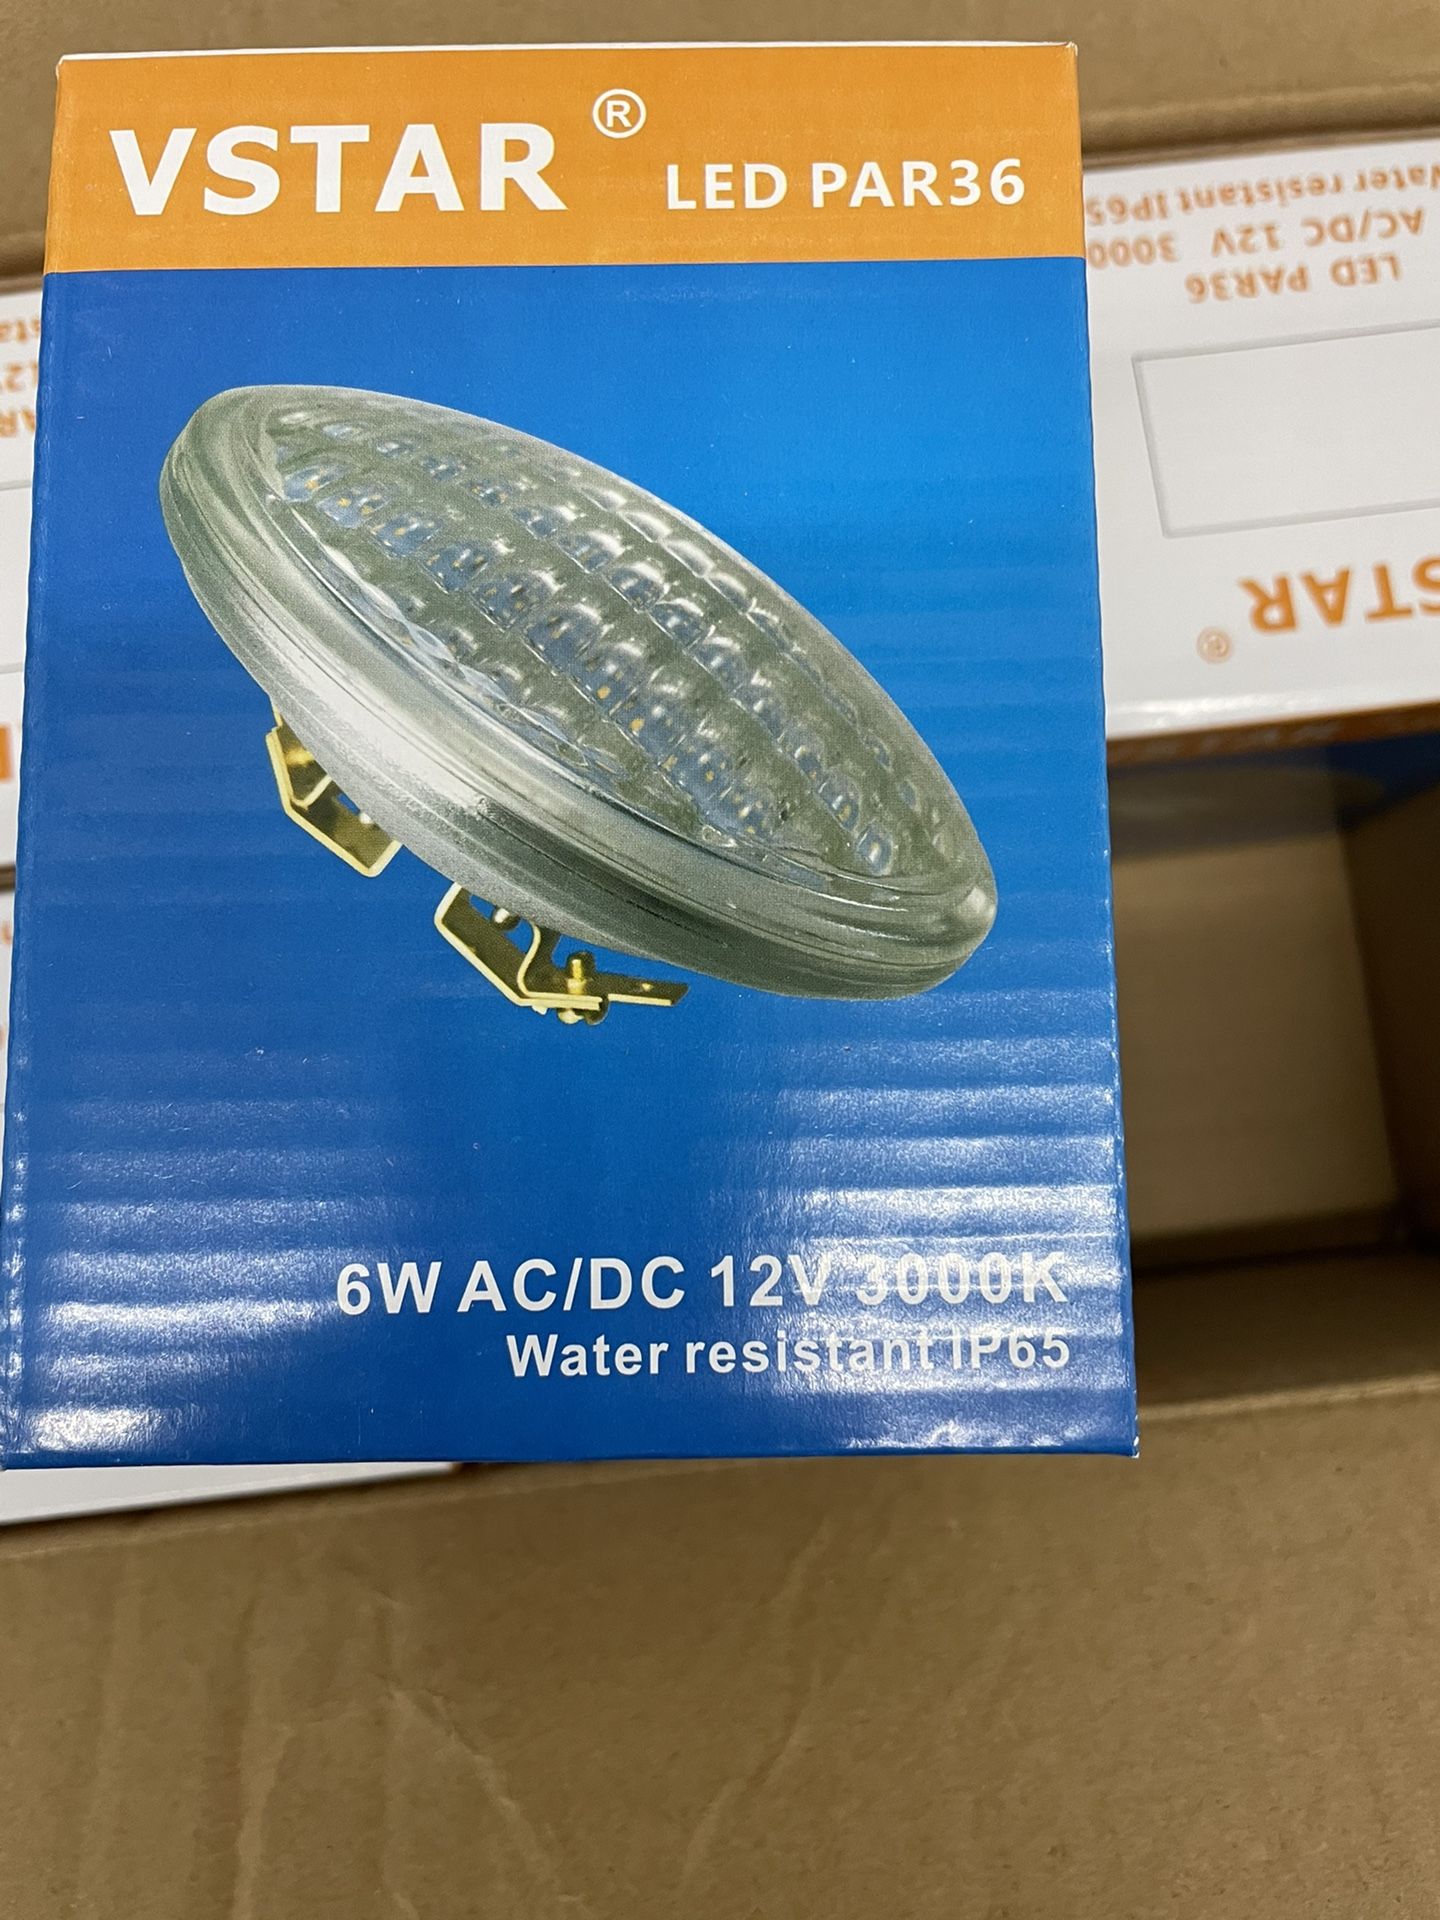 VSTAR ®
LED PAR36
6W AC/DC 12V 3000K
Water resistant IP65
Water resistant IP65
AC/DC 12V 3000
LED PAR36
STAR ®